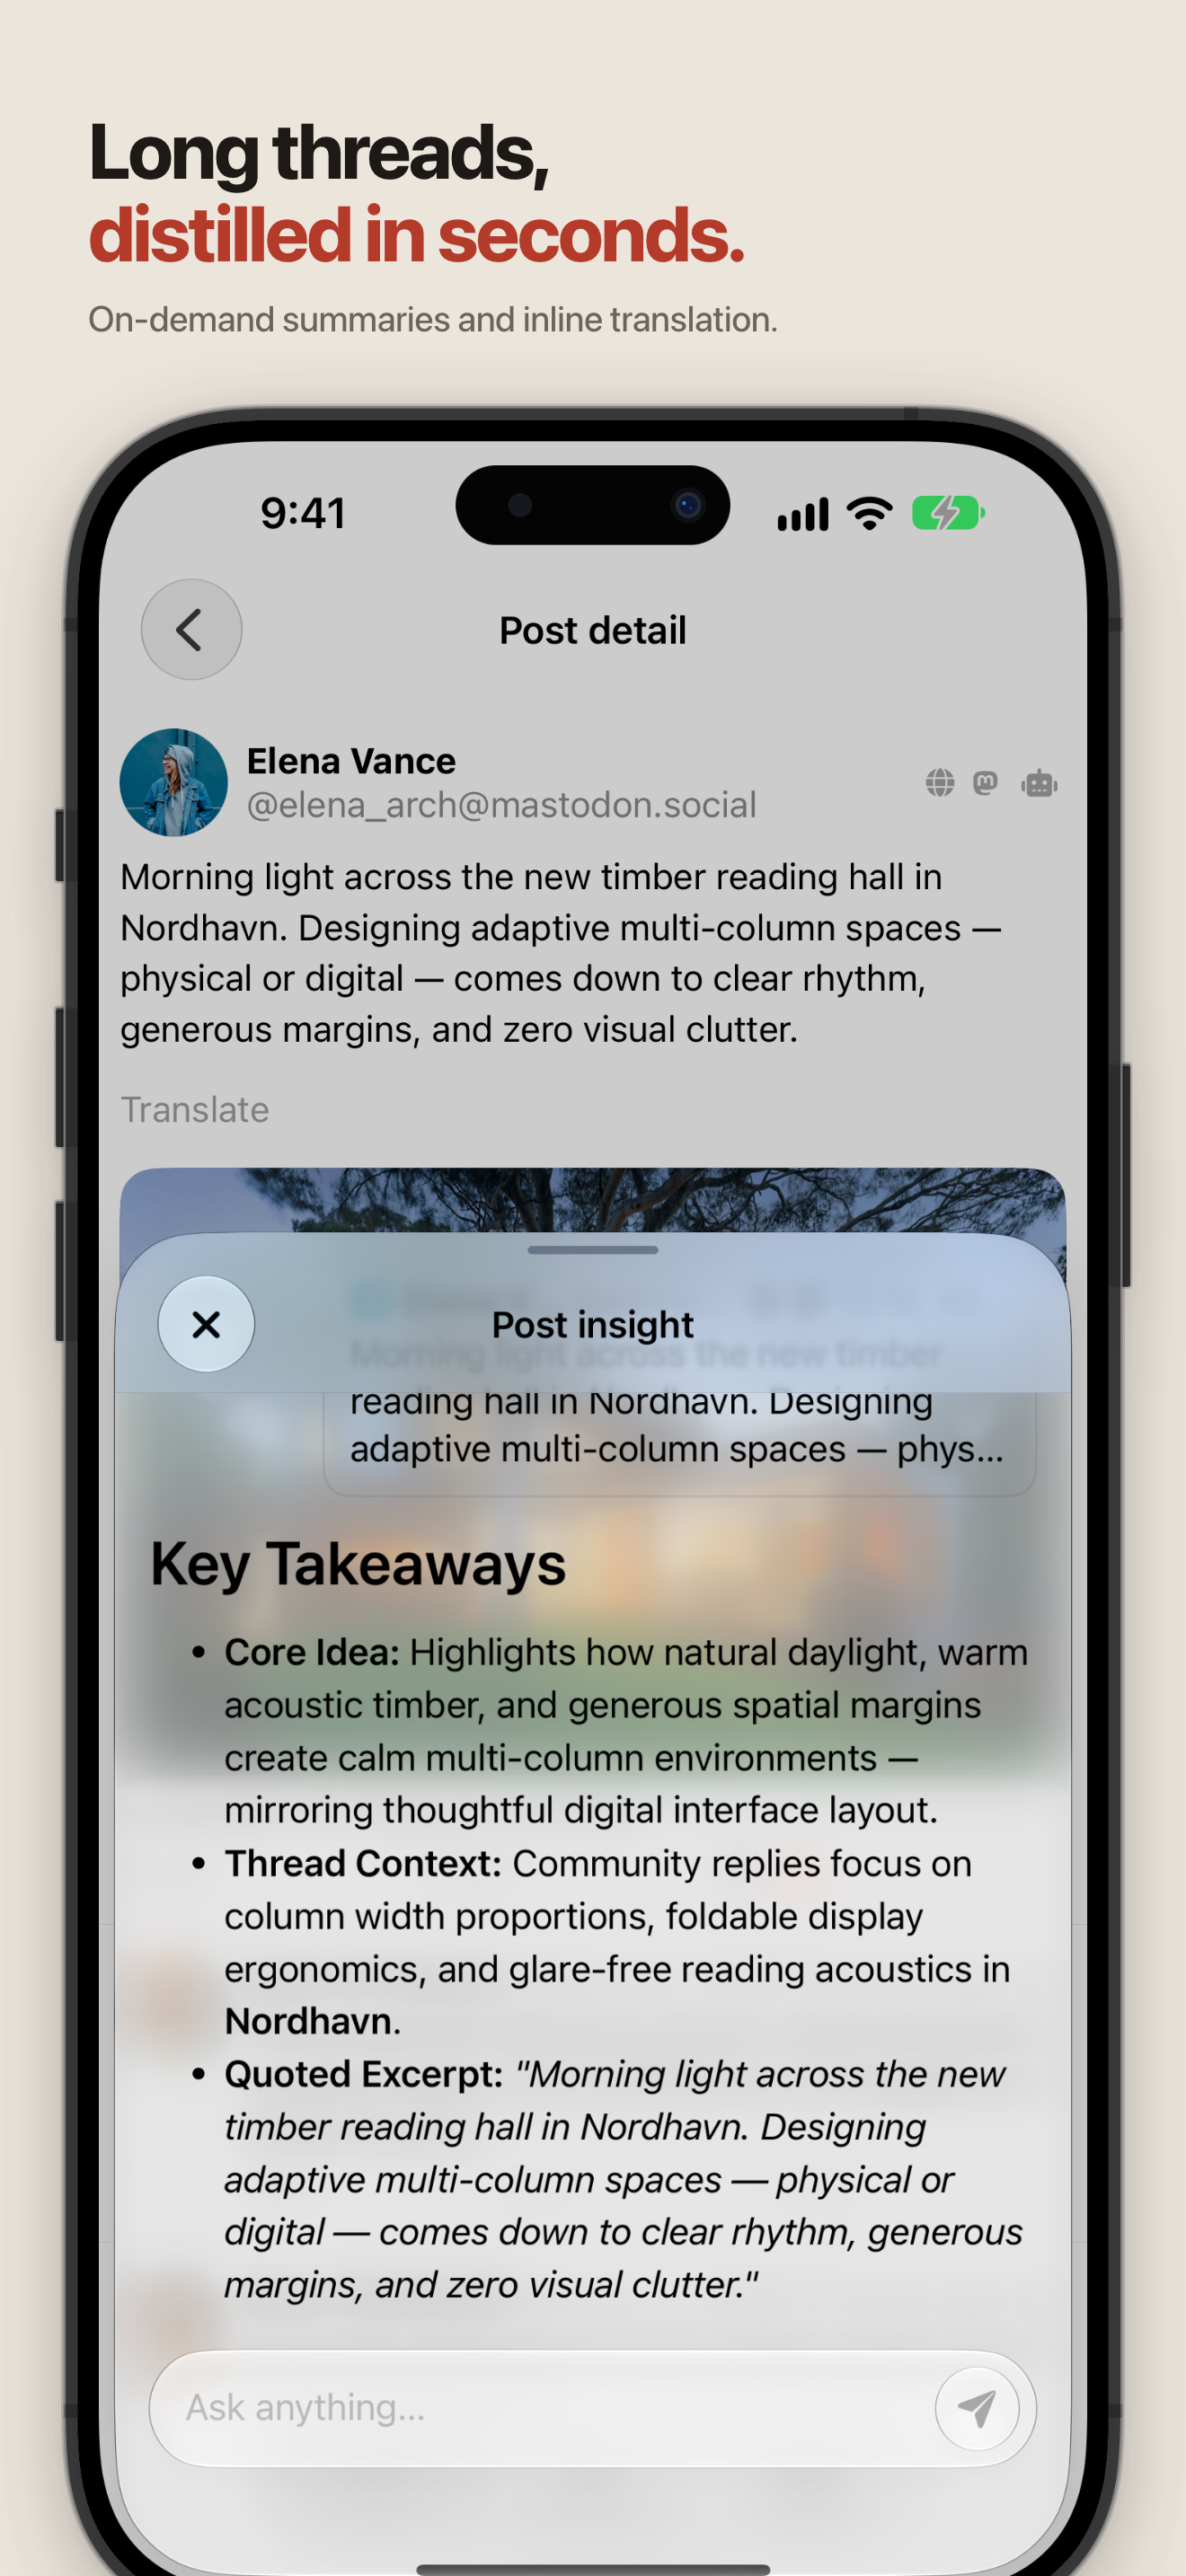 Long threads,
distilled in seconds.
On-demand summaries and inline translation.
9:41
Post detail
Elena Vance
@elena_arch@mastodon.social
Morning light across the new timber reading hall in
Nordhavn. Designing adaptive multi-column spaces —
physical or digital — comes down to clear rhythm,
generous margins, and zero visual clutter.
Translate
Post insight
Morning light across the new timber
reading hall in Nordhavn. Designing
adaptive multi-column spaces — phys...
Key Takeaways
• Core Idea: Highlights how natural daylight, warm
acoustic timber, and generous spatial margins
create calm multi-column environments —
mirroring thoughtful digital interface layout.
• Thread Context: Community replies focus on
column width proportions, foldable display
ergonomics, and glare-free reading acoustics in
Nordhavn.
• Quoted Excerpt: "Morning light across the new
timber reading hall in Nordhavn. Designing
adaptive multi-column spaces — physical or
digital — comes down to clear rhythm, generous
margins, and zero visual clutter."
Ask anything...